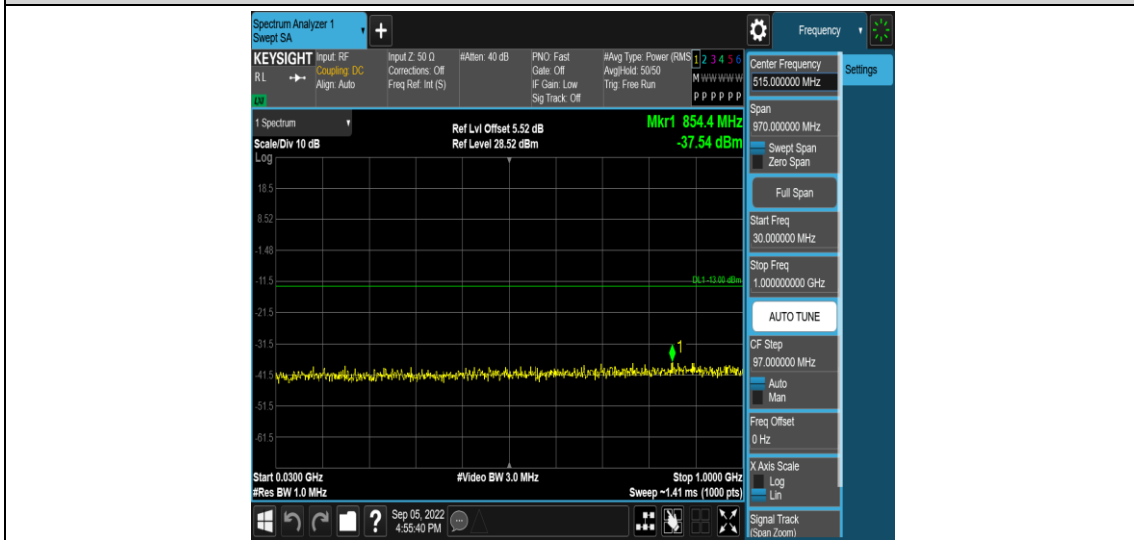 Spectrum Analyzer 1
Swept SA
+
Frequency
KEYSIGHT
RL
Input: RF
Coupling: DC
Align: Auto
Input Z: 50 Ω
Corrections: Off
Freq Ref: Int (S)
#Atten: 40 dB
PNO: Fast
Gate: Off
IF Gain: Low
Sig Track: Off
#Avg Type: Power (RMS
Avg|Hold: 50/50
Trig: Free Run
1 2 3 4 5 6
M W W W W W
P P P P P P
Center Frequency
515.000000 MHz
Settings
1 Spectrum
Scale/Div 10 dB
Ref Lvl Offset 5.52 dB
Ref Level 28.52 dBm
Mkr1 854.4 MHz
-37.54 dBm
Log
18.5
8.52
-1.48
-11.5
-21.5
-31.5
-41.5
-51.5
-61.5
DL1 -13.00 dBm
1
Start 0.0300 GHz
#Res BW 1.0 MHz
#Video BW 3.0 MHz
Stop 1.0000 GHz
Sweep ~1.41 ms (1000 pts)
Span
970.000000 MHz
Swept Span
Zero Span
Full Span
Start Freq
30.000000 MHz
Stop Freq
1.000000000 GHz
AUTO TUNE
CF Step
97.000000 MHz
Auto
Man
Freq Offset
0 Hz
X Axis Scale
Log
Lin
Signal Track
(Span Zoom)
?
Sep 05, 2022
4:55:40 PM